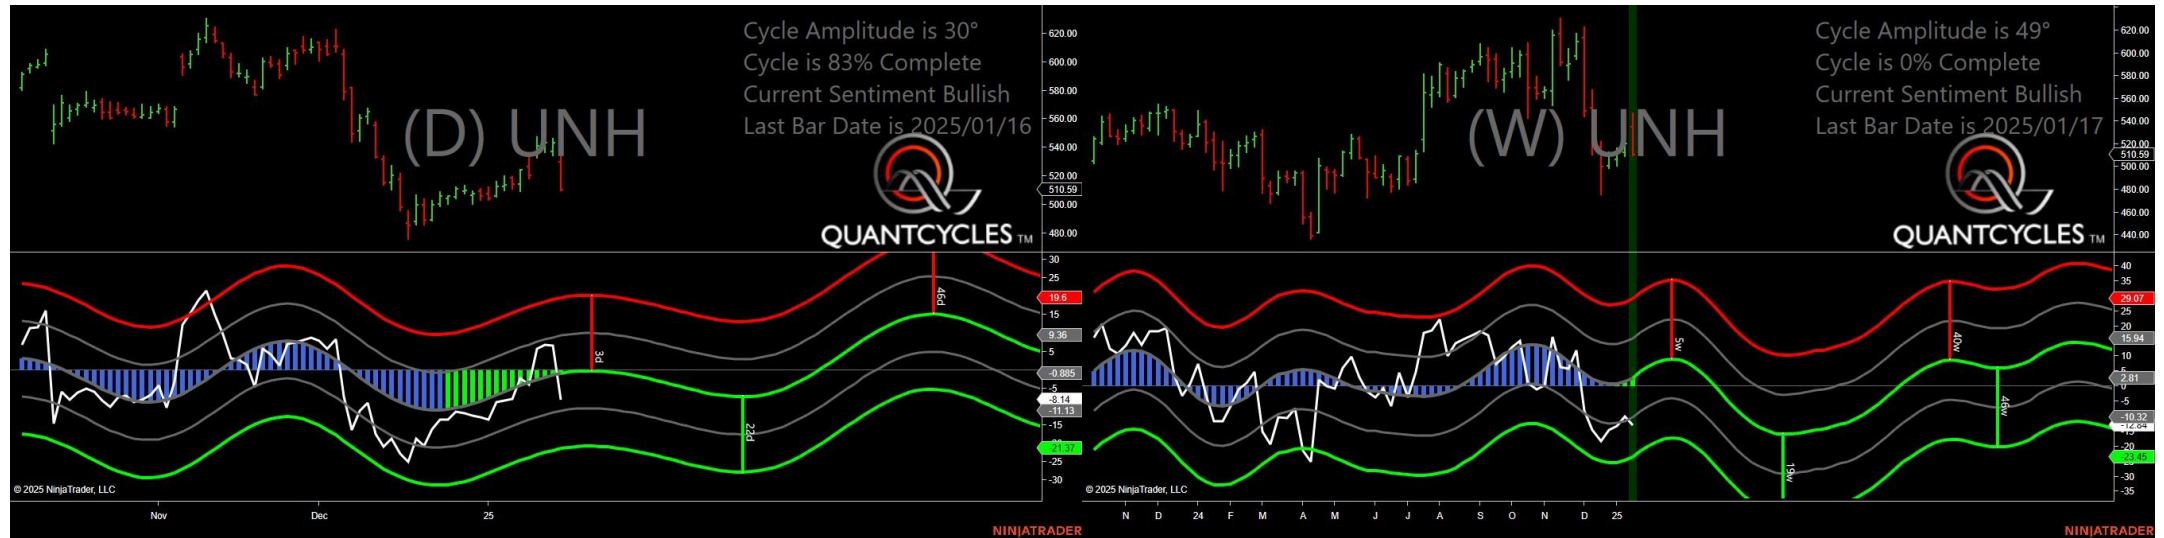 Cycle Amplitude is 30°
Cycle is 83% Complete
Current Sentiment Bullish
Last Bar Date is 2025/01/16
(D) UNH
QUANTCYCLES TM
620.00
600.00
580.00
560.00
540.00
520.00
510.59
500.00
480.00
30
25
19.6
15
9.36
5
-0.885
-5
-8.14
-11.13
-15
-21.37
-25
-30
3d
22d
46d
© 2025 NinjaTrader, LLC
Nov
Dec
25
NINJATRADER
Cycle Amplitude is 49°
Cycle is 0% Complete
Current Sentiment Bullish
Last Bar Date is 2025/01/17
(W) UNH
QUANTCYCLES TM
620.00
600.00
580.00
560.00
540.00
520.00
510.59
500.00
480.00
460.00
440.00
40
35
29.07
25
20
15.94
10
2.81
-5
-10.32
-12.84
-20
-23.45
-30
-35
5w
19w
40w
46w
© 2025 NinjaTrader, LLC
N
D
24
F
M
A
M
J
J
A
S
O
N
D
25
NINJATRADER